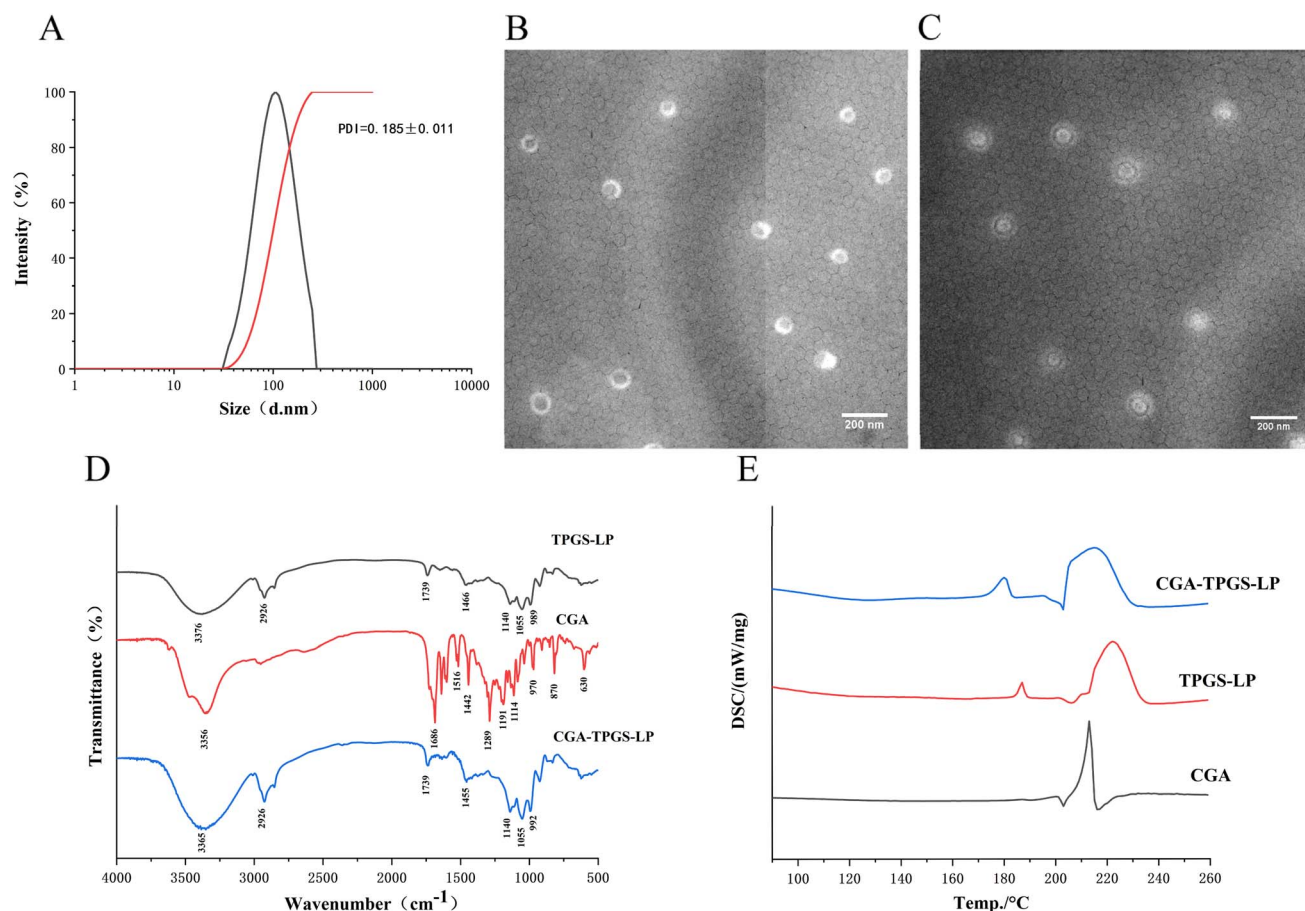 A
B
C
100
80
60
40
20
0
Intensity（%）
PDI=0.185±0.011
1
10
100
1000
10000
Size（d.nm）
200 nm
200 nm
D
Transmittance（%）
TPGS-LP
3376
2926
1739
1466
1140
1055
989
CGA
3356
1686
1516
1442
1289
1191
1114
970
870
630
CGA-TPGS-LP
3365
2926
1739
1455
1140
1055
992
4000
3500
3000
2500
2000
1500
1000
500
Wavenumber（cm-1）
E
DSC/(mW/mg)
CGA-TPGS-LP
TPGS-LP
CGA
100
120
140
160
180
200
220
240
260
Temp./°C